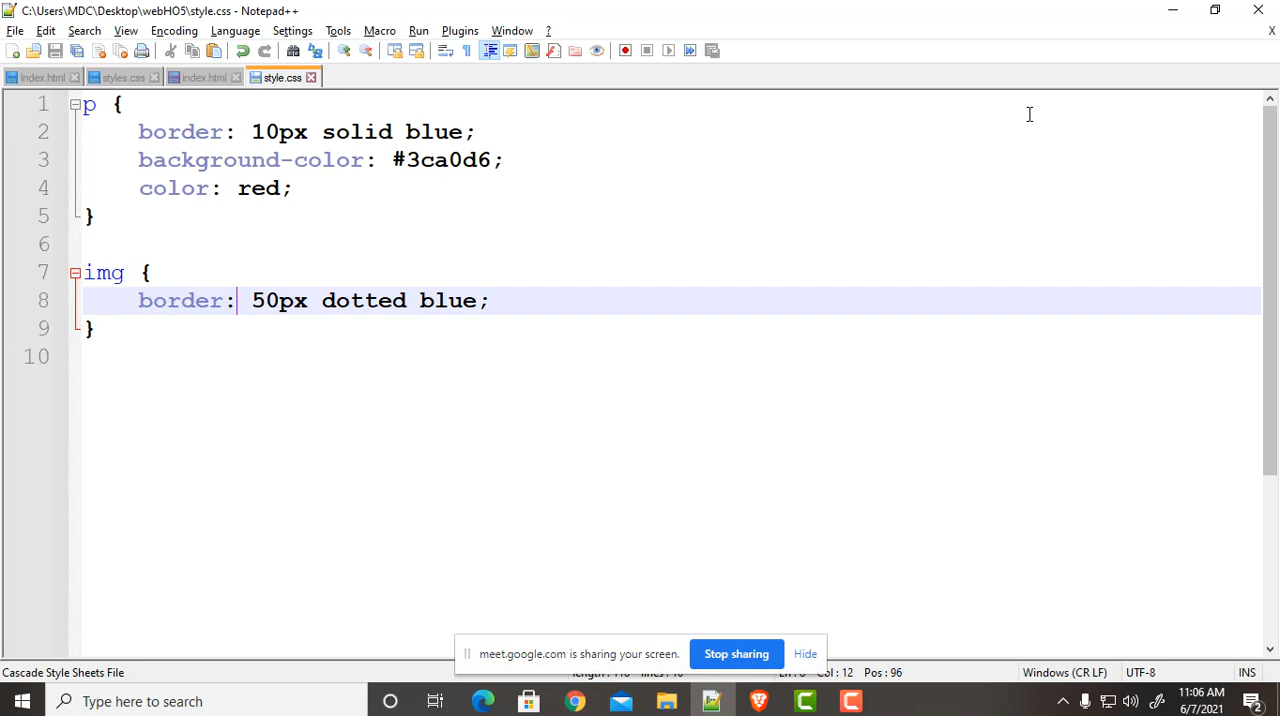 C:\Users\MDC\Desktop\webHO5\style.css - Notepad++
File Edit Search View Encoding Language Settings Tools Macro Run Plugins Window ? X
Index.html styles.css index.html style.css
1 p {
2 border: 10px solid blue;
3 background-color: #3ca0d6;
4 color: red;
5 }
6
7 img {
8 border: 50px dotted blue;
9 }
10
meet.google.com is sharing your screen. Stop sharing Hide
Cascade Style Sheets File Col : 12 Pos : 96 Windows (CR LF) UTF-8 INS
Type here to search
11:06 AM
6/7/2021
2